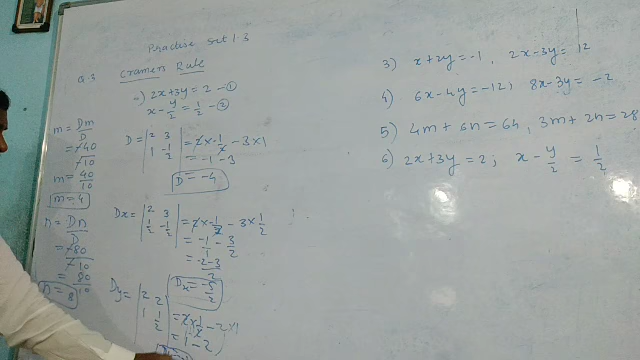 Practise Set 1.3
Q.3 Cramers Rule
2x+3y = 2 —①
x - y/2 = 1/2 —②
m = Dm/D
= -40/-10
m = 40/10
m = 4
n = Dn/D
= -80/-10
= 80/10
n = 8
D = |2 3| = 2×-1/2 - 3×1
|1 -1/2| = -1-3
D = -4
Dx = |2 3| = 2×-1/2 - 3×1/2
|1/2 -1/2| = -1/1 - 3/2
= -2-3/2
Dx = -5/2
Dy = |2 2|
|1 1/2| = 2×1/2 - 2×1
= 1-2
3) x+2y = -1, 2x-3y = 12
4) 6x-4y = -12; 8x-3y = -2
5) 4m+6n = 64, 3m+2n = 28
6) 2x+3y = 2; x - y/2 = 1/2